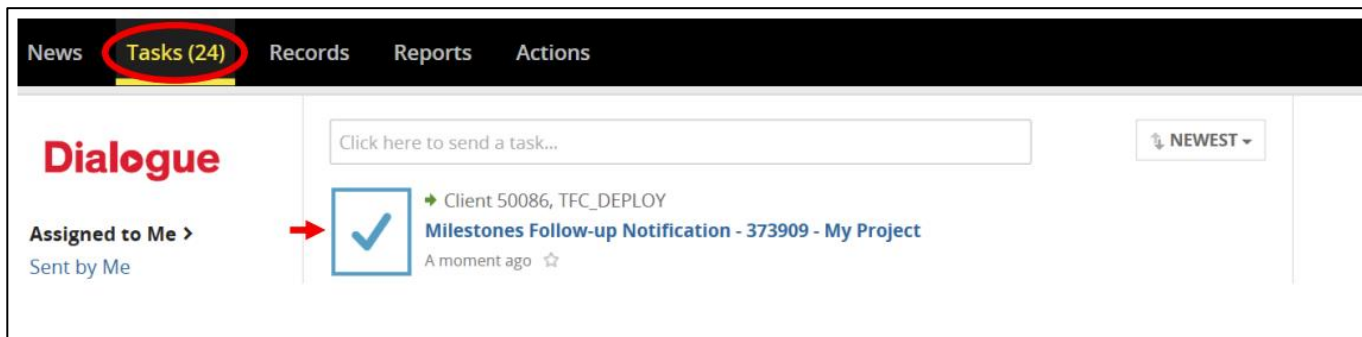 News Tasks (24) Records Reports Actions
Dialogue
Click here to send a task...
NEWEST
Client 50086, TFC_DEPLOY
Milestones Follow-up Notification - 373909 - My Project
A moment ago
Assigned to Me >
Sent by Me